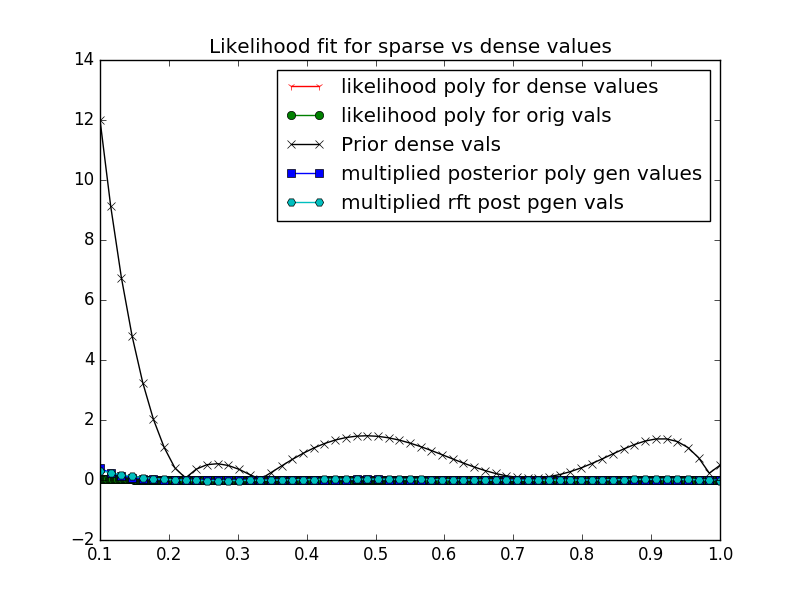 Likelihood fit for sparse vs dense values
14
12
10
8
6
4
2
0
−2
likelihood poly for dense values
likelihood poly for orig vals
Prior dense vals
multiplied posterior poly gen values
multiplied rft post pgen vals
0.1 0.2 0.3 0.4 0.5 0.6 0.7 0.8 0.9 1.0